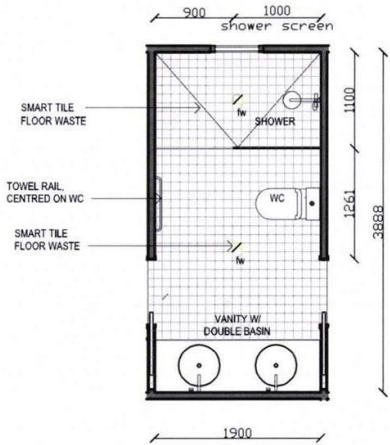 900
1000
shower screen
SMART TILE
FLOOR WASTE
fw
SHOWER
1100
TOWEL RAIL,
CENTRED ON WC
WC
1261
3888
SMART TILE
FLOOR WASTE
fw
VANITY W/
DOUBLE BASIN
1900